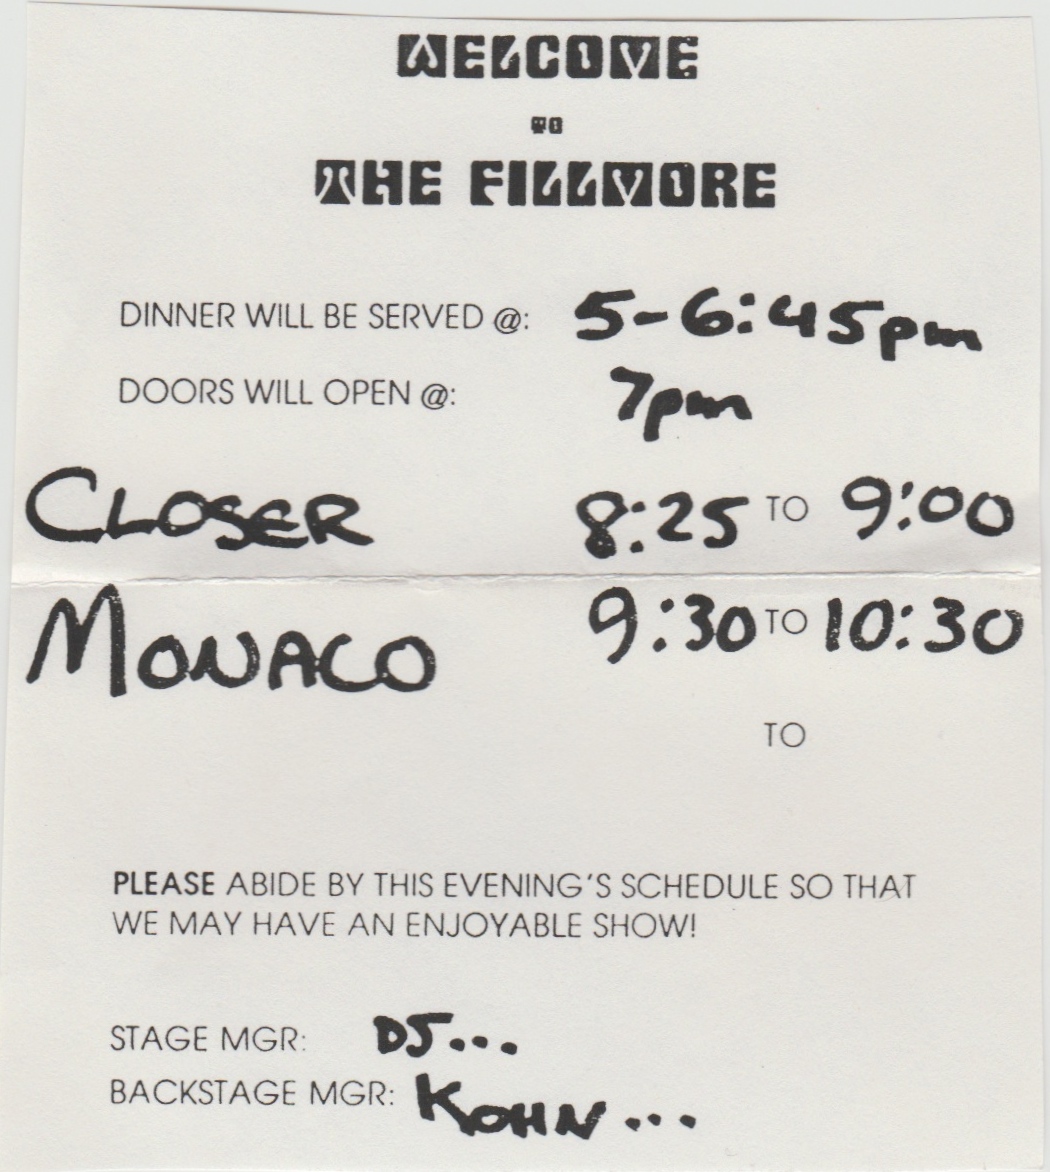 WELCOME
TO
THE FILLMORE
DINNER WILL BE SERVED @: 5-6:45pm
DOORS WILL OPEN @: 7pm
CLOSER 8:25 TO 9:00
MONACO 9:30 TO 10:30
TO
PLEASE ABIDE BY THIS EVENING'S SCHEDULE SO THAT
WE MAY HAVE AN ENJOYABLE SHOW!
STAGE MGR: DJ...
BACKSTAGE MGR: KOHN...